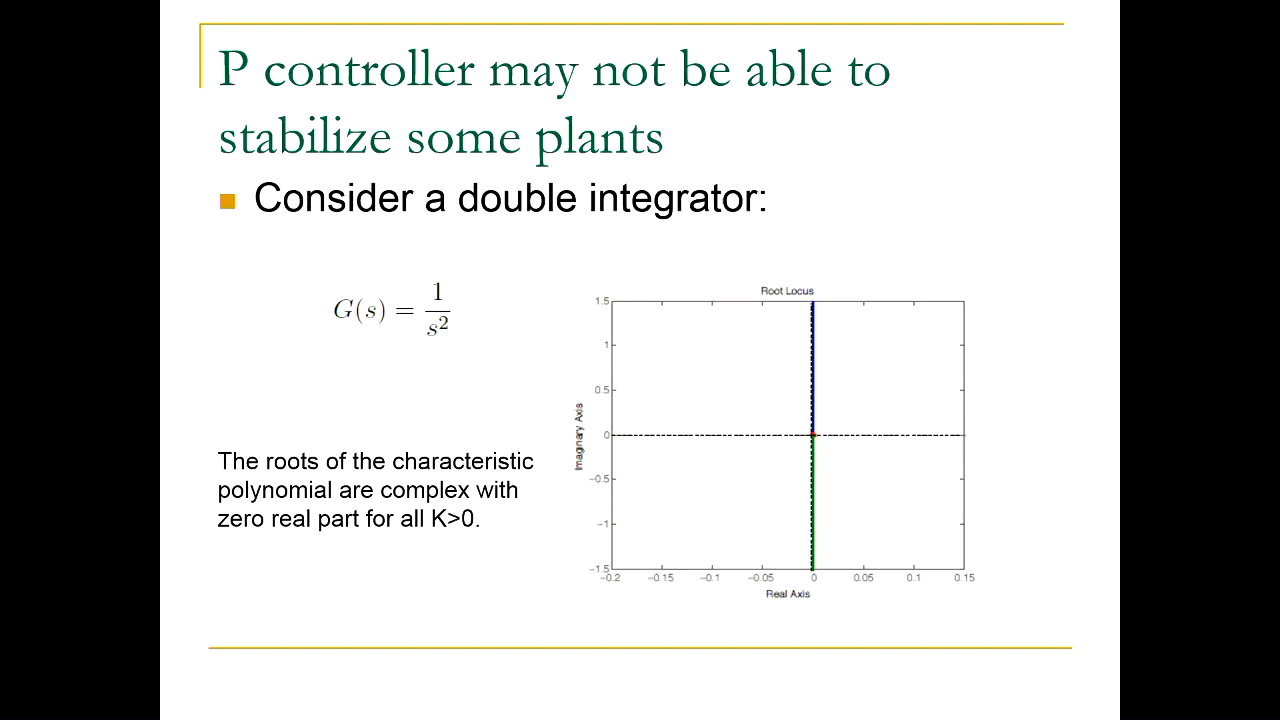 P controller may not be able to
stabilize some plants
Consider a double integrator:
G(s) = 1/s²
The roots of the characteristic
polynomial are complex with
zero real part for all K>0.
Root Locus
1.5
1
0.5
0
−0.5
−1
−1.5
Imaginary Axis
−0.2 −0.15 −0.1 −0.05 0 0.05 0.1 0.15
Real Axis